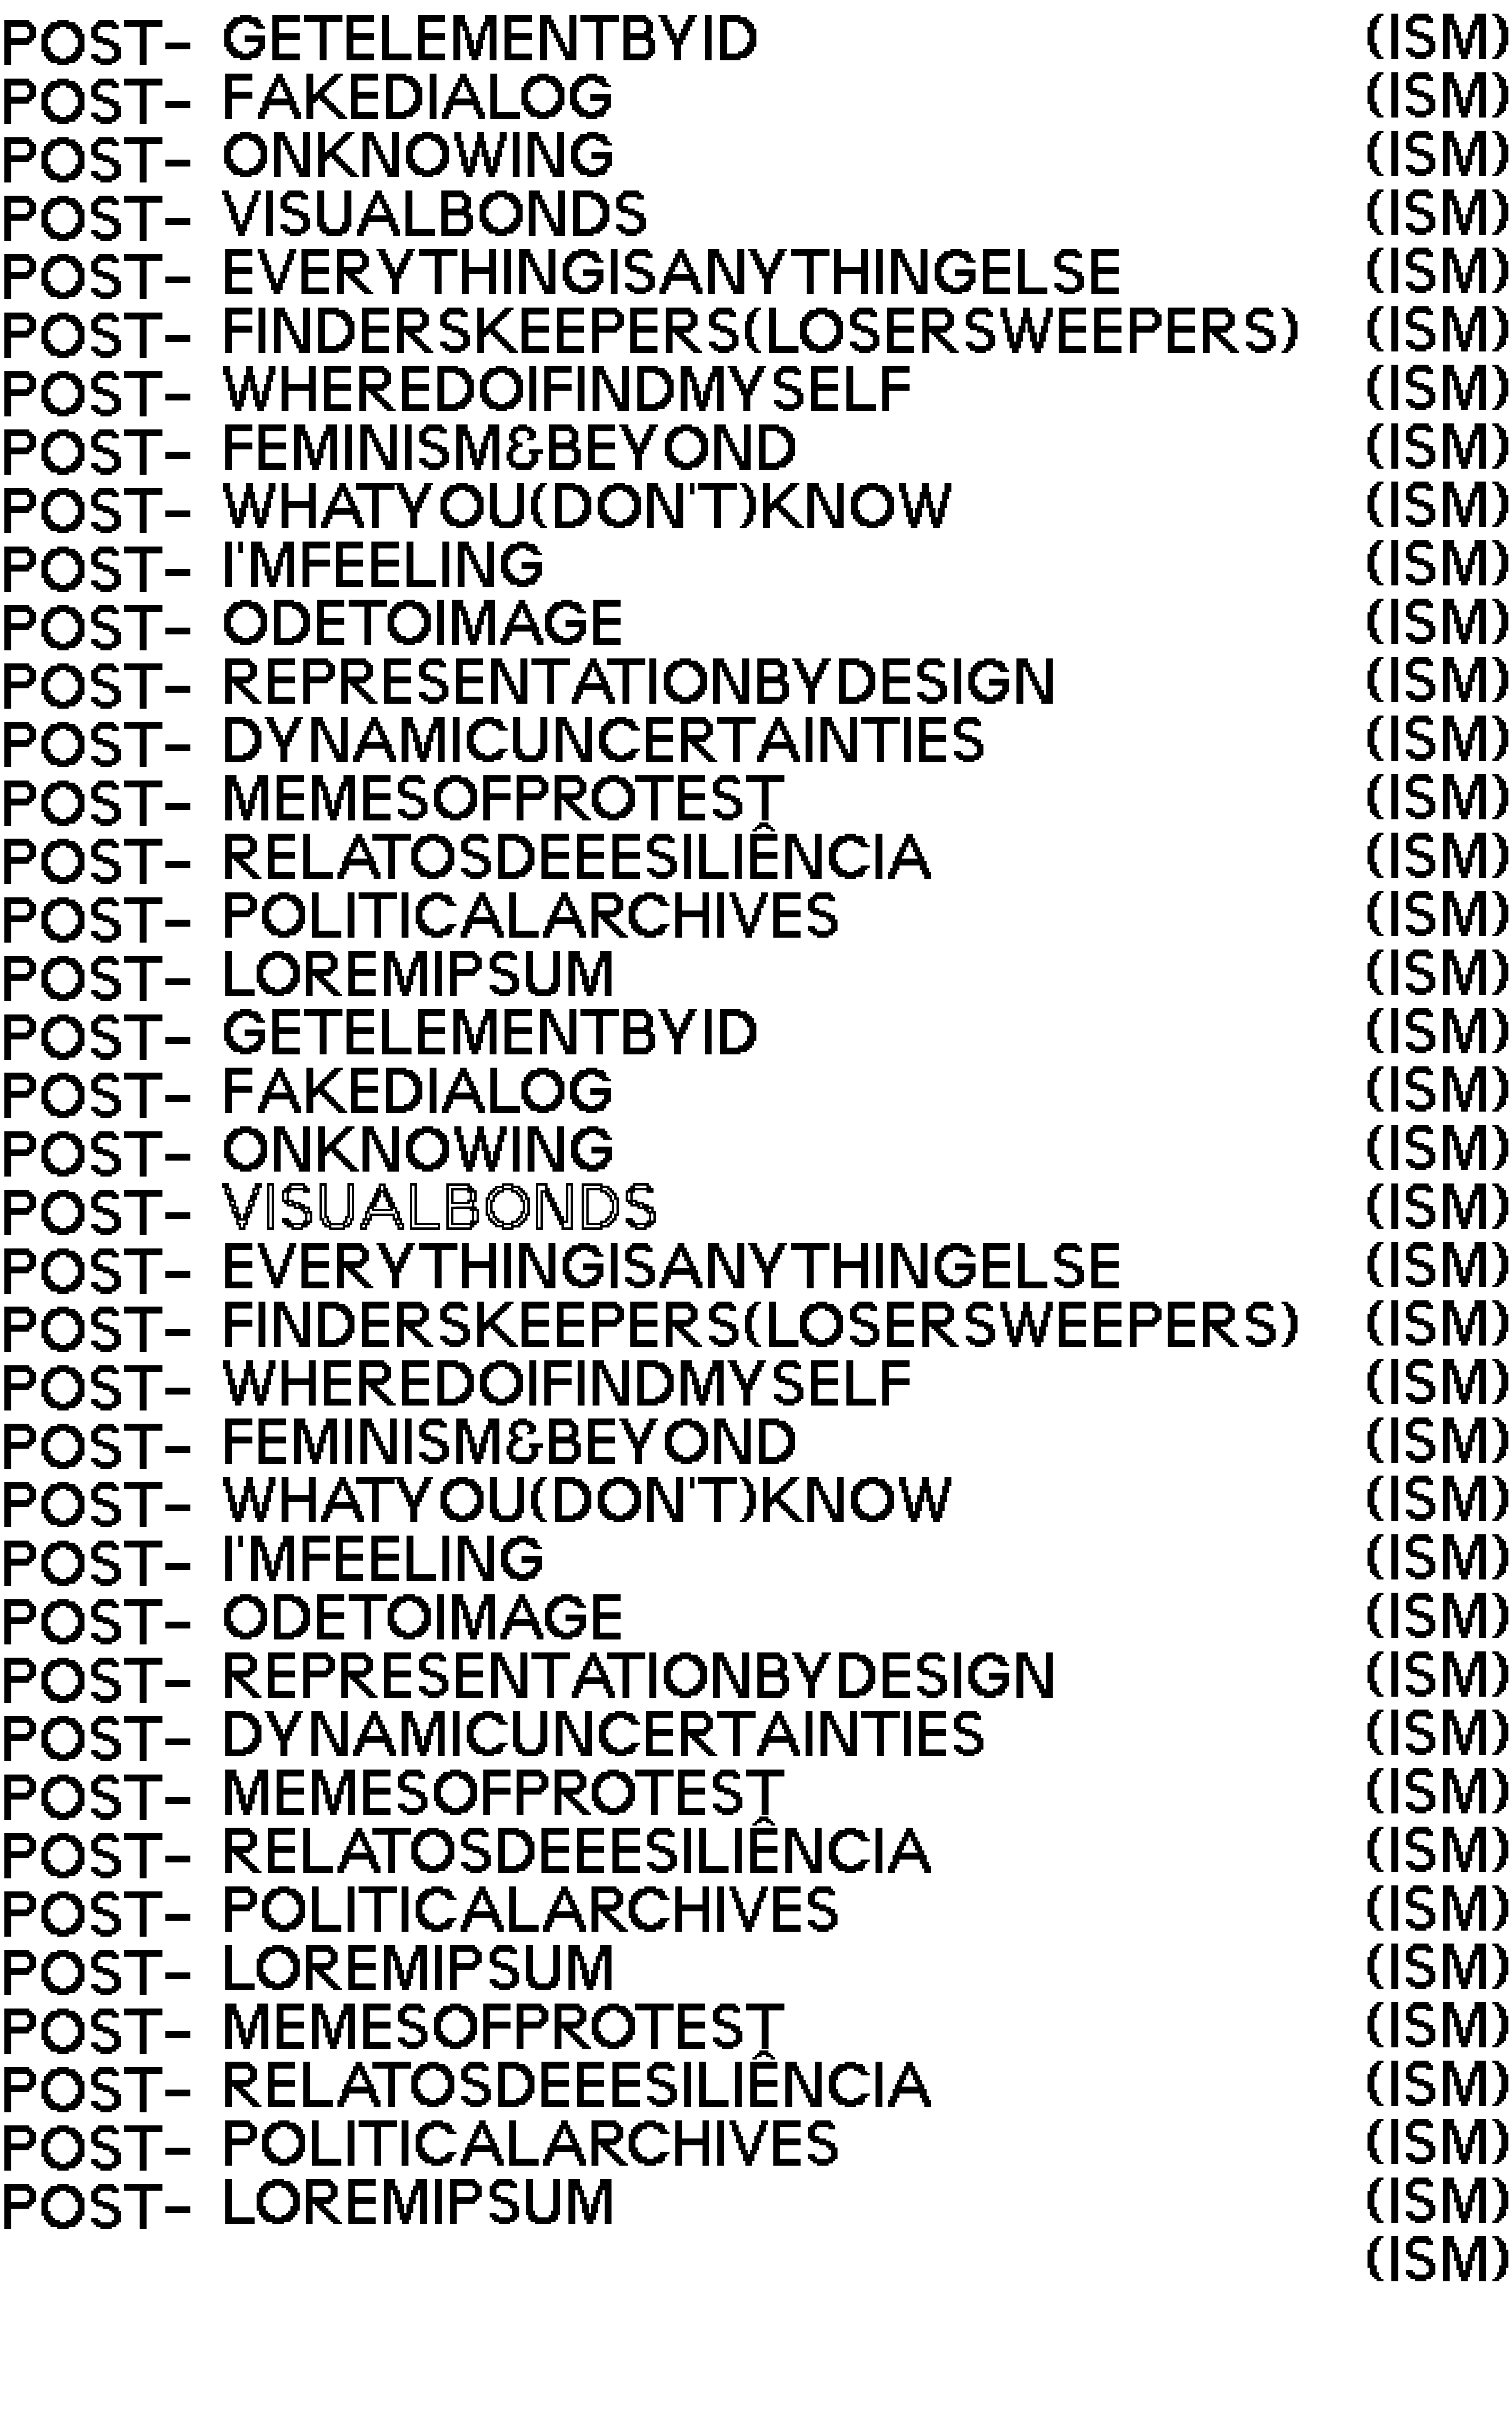 POST- GETELEMENTBYID (ISM)
POST- FAKEDIALOG (ISM)
POST- ONKNOWING (ISM)
POST- VISUALBONDS (ISM)
POST- EVERYTHINGISANYTHINGELSE (ISM)
POST- FINDERSKEEPERS(LOSERSWEEPERS) (ISM)
POST- WHEREDOIFINDMYSELF (ISM)
POST- FEMINISM&BEYOND (ISM)
POST- WHATYOU(DON'T)KNOW (ISM)
POST- I'MFEELING (ISM)
POST- ODETOIMAGE (ISM)
POST- REPRESENTATIONBYDESIGN (ISM)
POST- DYNAMICUNCERTAINTIES (ISM)
POST- MEMESOFPROTEST (ISM)
POST- RELATOSDEEESILIÊNCIA (ISM)
POST- POLITICALARCHIVES (ISM)
POST- LOREMIPSUM (ISM)
POST- GETELEMENTBYID (ISM)
POST- FAKEDIALOG (ISM)
POST- ONKNOWING (ISM)
POST- VISUALBONDS (ISM)
POST- EVERYTHINGISANYTHINGELSE (ISM)
POST- FINDERSKEEPERS(LOSERSWEEPERS) (ISM)
POST- WHEREDOIFINDMYSELF (ISM)
POST- FEMINISM&BEYOND (ISM)
POST- WHATYOU(DON'T)KNOW (ISM)
POST- I'MFEELING (ISM)
POST- ODETOIMAGE (ISM)
POST- REPRESENTATIONBYDESIGN (ISM)
POST- DYNAMICUNCERTAINTIES (ISM)
POST- MEMESOFPROTEST (ISM)
POST- RELATOSDEEESILIÊNCIA (ISM)
POST- POLITICALARCHIVES (ISM)
POST- LOREMIPSUM (ISM)
POST- MEMESOFPROTEST (ISM)
POST- RELATOSDEEESILIÊNCIA (ISM)
POST- POLITICALARCHIVES (ISM)
POST- LOREMIPSUM (ISM)
(ISM)